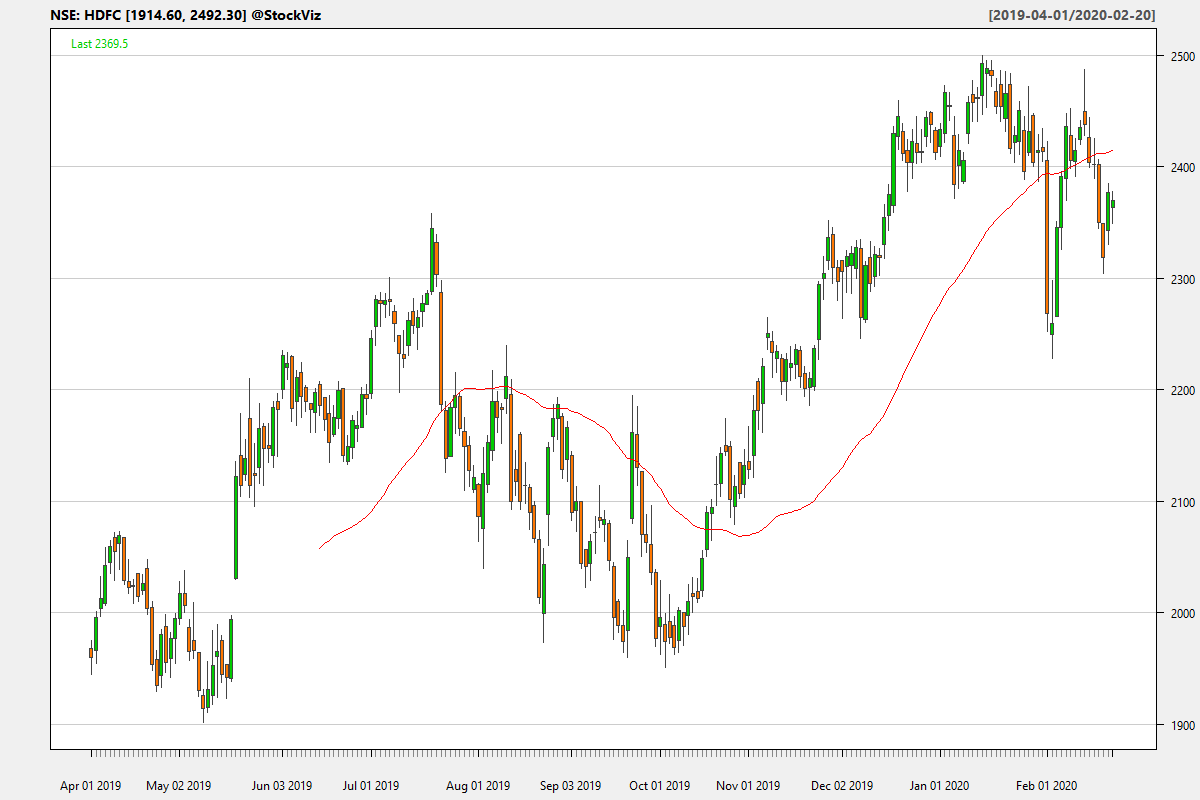 NSE: HDFC [1914.60, 2492.30] @StockViz [2019-04-01/2020-02-20]
Last 2369.5
2500
2400
2300
2200
2100
2000
1900
Apr 01 2019 May 02 2019 Jun 03 2019 Jul 01 2019 Aug 01 2019 Sep 03 2019 Oct 01 2019 Nov 01 2019 Dec 02 2019 Jan 01 2020 Feb 01 2020